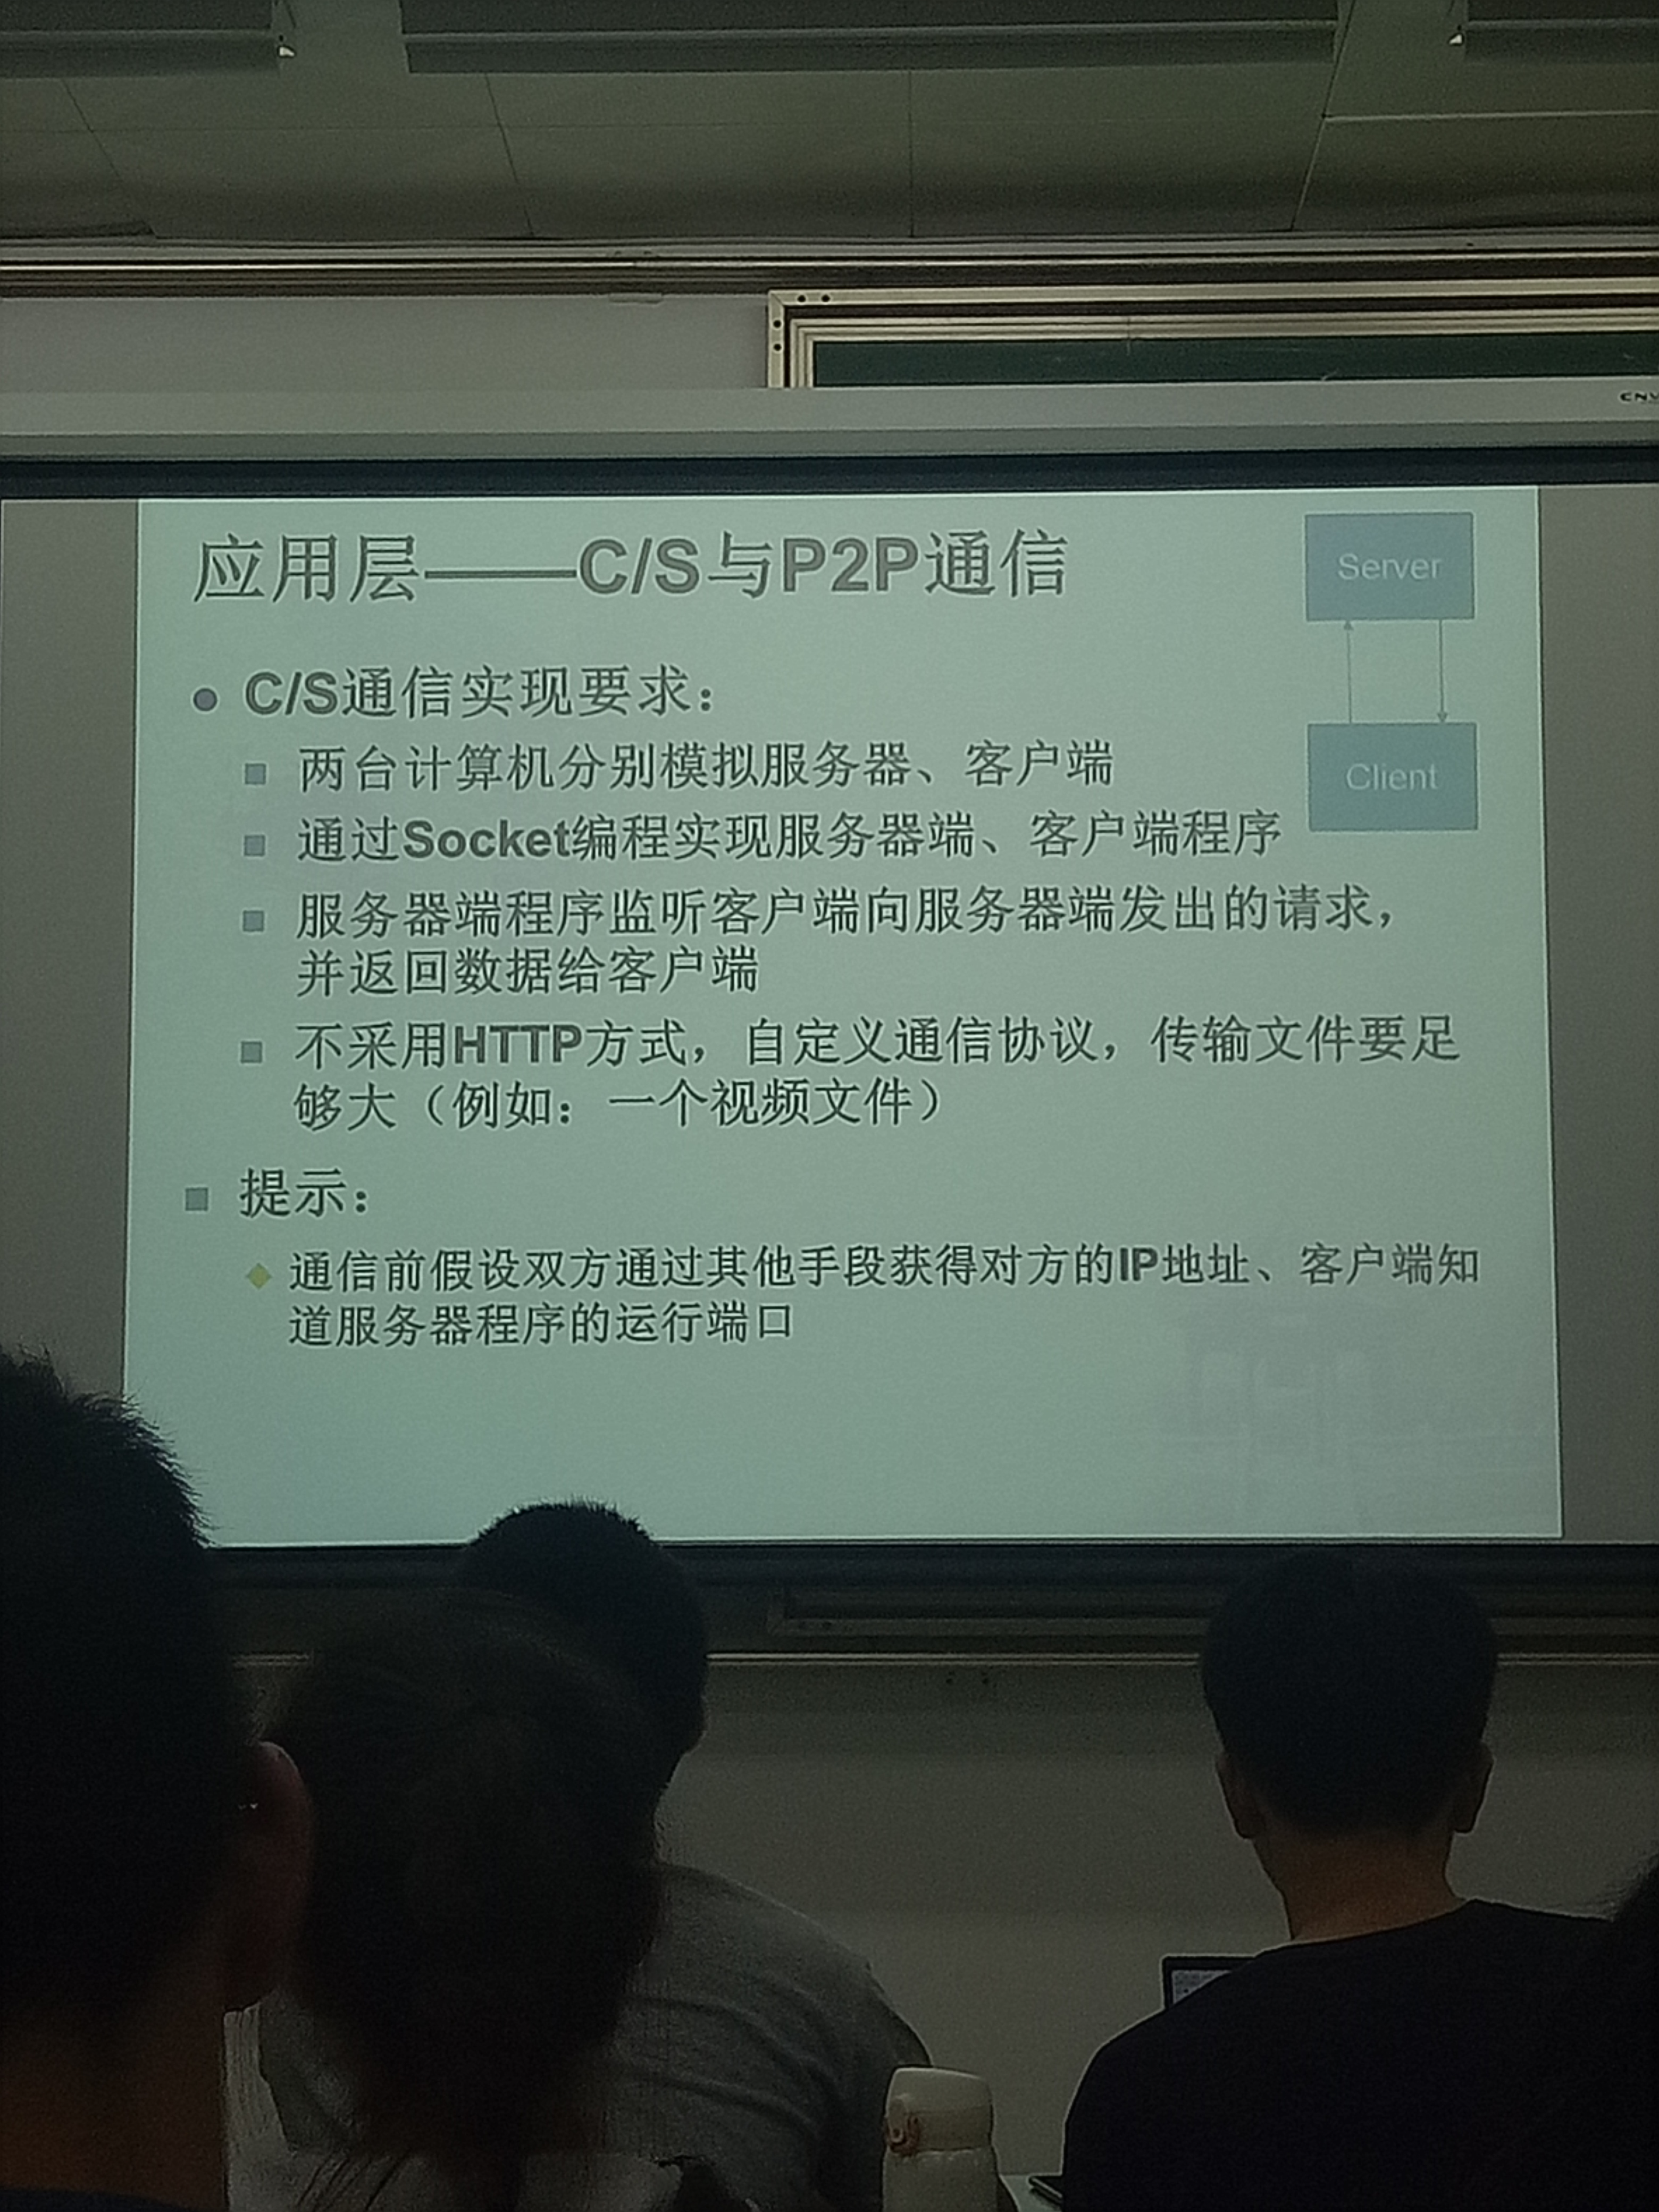 应用层——C/S与P2P通信
Server
Client
● C/S通信实现要求：
■ 两台计算机分别模拟服务器、客户端
■ 通过Socket编程实现服务器端、客户端程序
■ 服务器端程序监听客户端向服务器端发出的请求，
并返回数据给客户端
■ 不采用HTTP方式，自定义通信协议，传输文件要足
够大（例如：一个视频文件）
■ 提示：
◆ 通信前假设双方通过其他手段获得对方的IP地址、客户端知
道服务器程序的运行端口